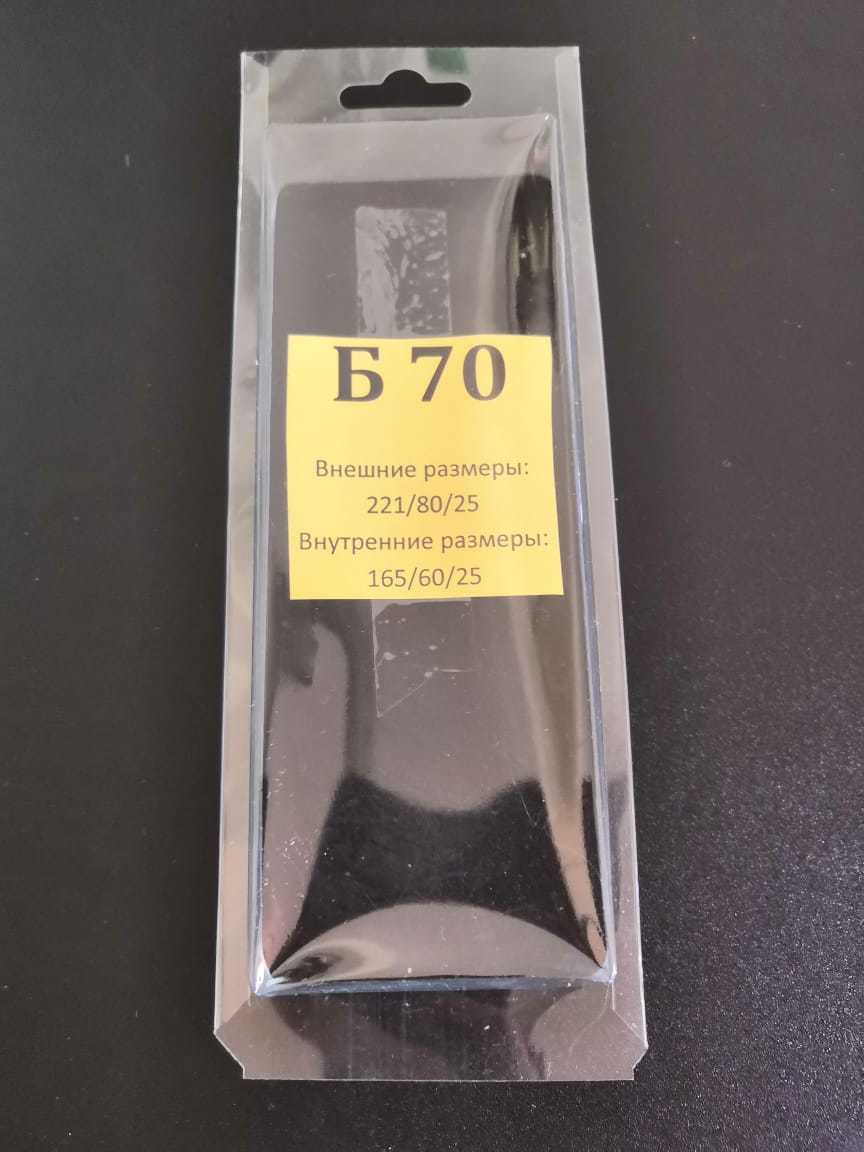 Б 70
Внешние размеры:
221/80/25
Внутренние размеры:
165/60/25